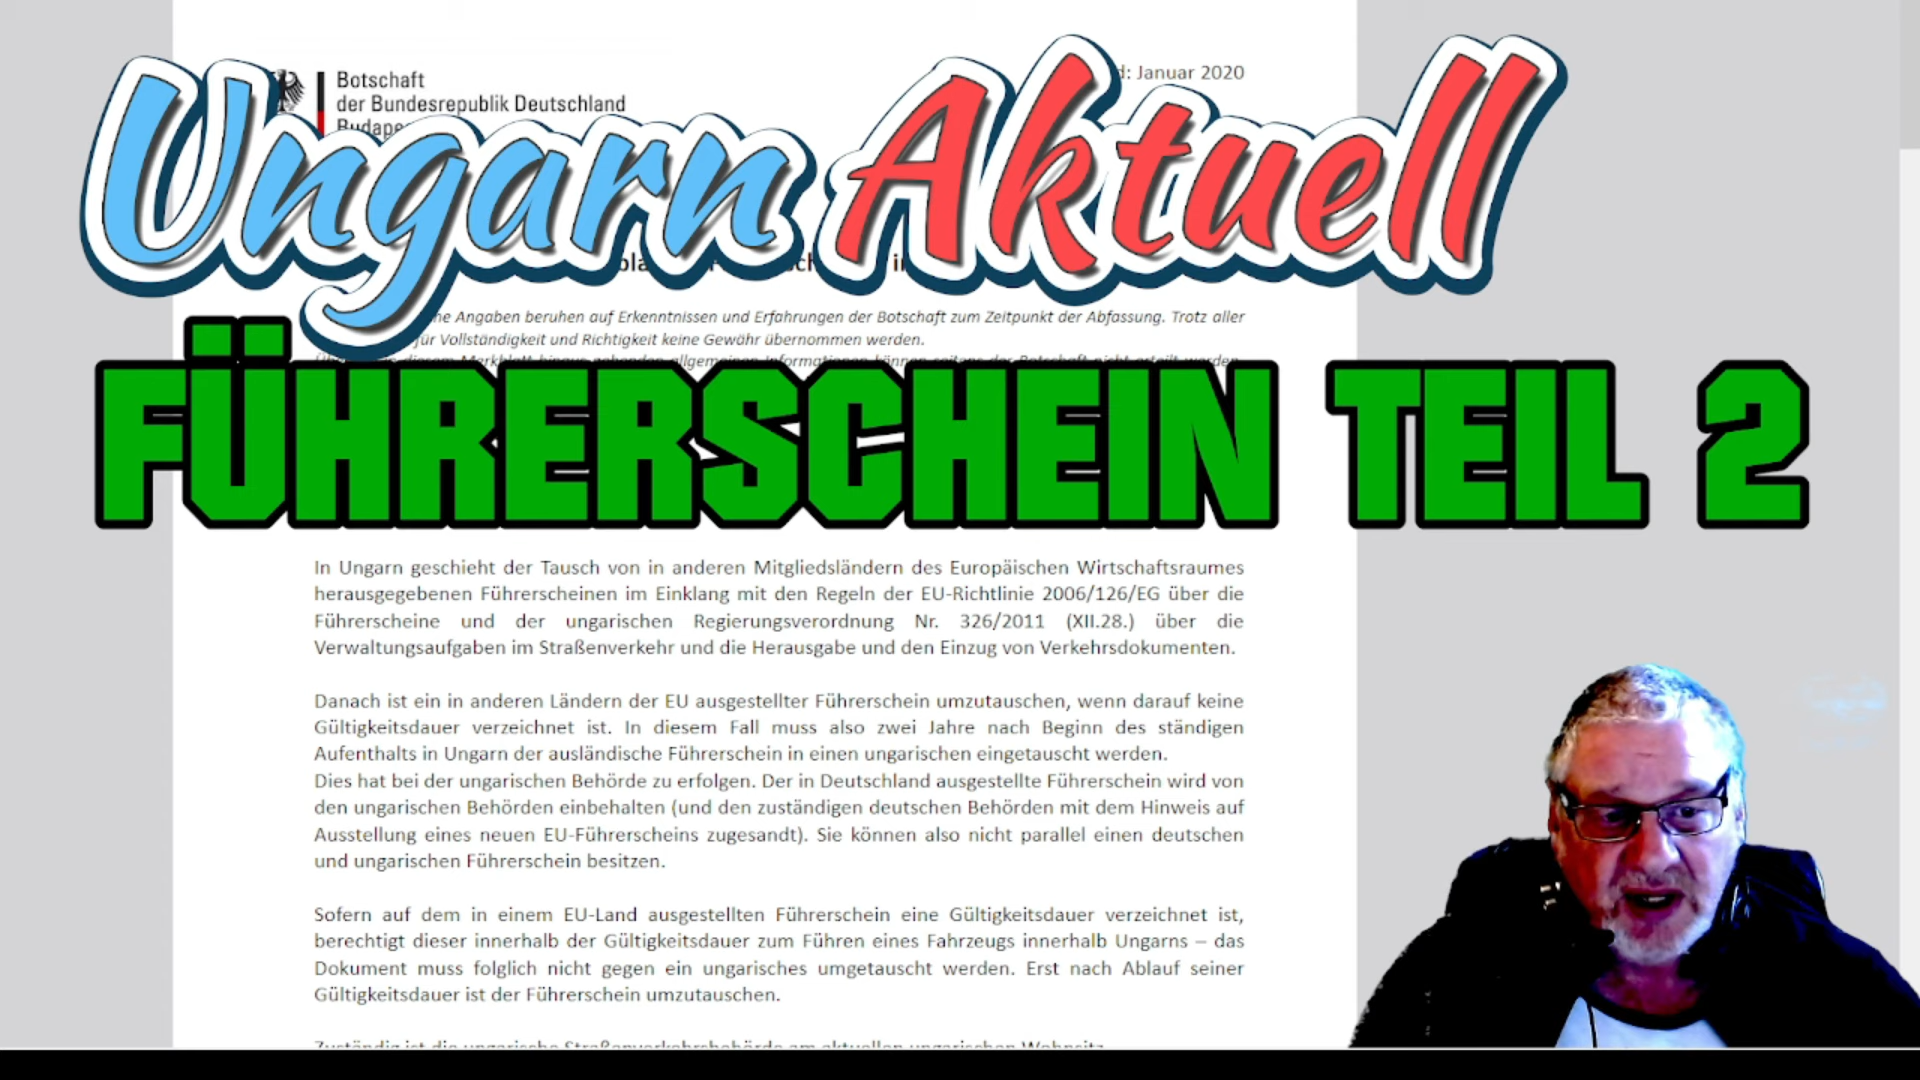 Ungarn Aktuell
FÜHRERSCHEIN TEIL 2
Botschaft
der Bundesrepublik Deutschland
Januar 2020
Angaben beruhen auf Erkenntnissen und Erfahrungen der Botschaft zum Zeitpunkt der Abfassung. Trotz aller
für Vollständigkeit und Richtigkeit keine Gewähr übernommen werden.
In Ungarn geschieht der Tausch von in anderen Mitgliedsländern des Europäischen Wirtschaftsraumes
herausgegebenen Führerscheinen im Einklang mit den Regeln der EU-Richtlinie 2006/126/EG über die
Führerscheine und der ungarischen Regierungsverordnung Nr. 326/2011 (XII.28.) über die
Verwaltungsaufgaben im Straßenverkehr und die Herausgabe und den Einzug von Verkehrsdokumenten.
Danach ist ein in anderen Ländern der EU ausgestellter Führerschein umzutauschen, wenn darauf keine
Gültigkeitsdauer verzeichnet ist. In diesem Fall muss also zwei Jahre nach Beginn des ständigen
Aufenthalts in Ungarn der ausländische Führerschein in einen ungarischen eingetauscht werden.
Dies hat bei der ungarischen Behörde zu erfolgen. Der in Deutschland ausgestellte Führerschein wird von
den ungarischen Behörden einbehalten (und den zuständigen deutschen Behörden mit dem Hinweis auf
Ausstellung eines neuen EU-Führerscheins zugesandt). Sie können also nicht parallel einen deutschen
und ungarischen Führerschein besitzen.
Sofern auf dem in einem EU-Land ausgestellten Führerschein eine Gültigkeitsdauer verzeichnet ist,
berechtigt dieser innerhalb der Gültigkeitsdauer zum Führen eines Fahrzeugs innerhalb Ungarns – das
Dokument muss folglich nicht gegen ein ungarisches umgetauscht werden. Erst nach Ablauf seiner
Gültigkeitsdauer ist der Führerschein umzutauschen.